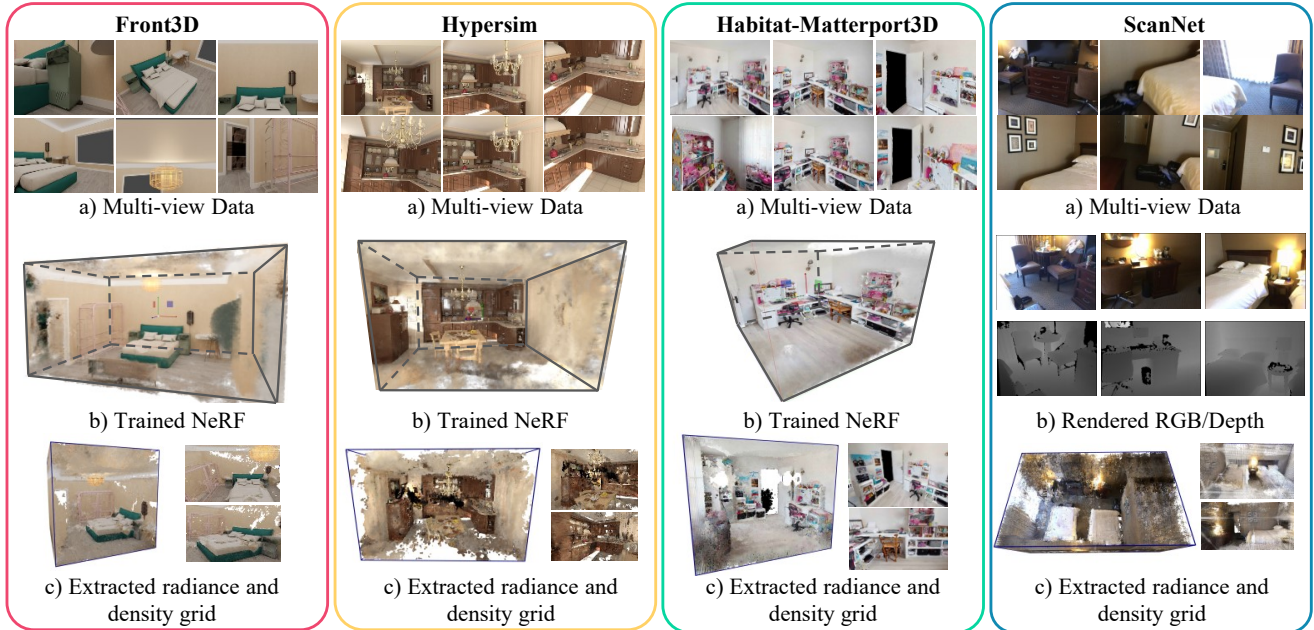 Front3D
a) Multi-view Data
b) Trained NeRF
c) Extracted radiance and
density grid
Hypersim
a) Multi-view Data
b) Trained NeRF
c) Extracted radiance and
density grid
Habitat-Matterport3D
a) Multi-view Data
b) Trained NeRF
c) Extracted radiance and
density grid
ScanNet
a) Multi-view Data
b) Rendered RGB/Depth
c) Extracted radiance and
density grid